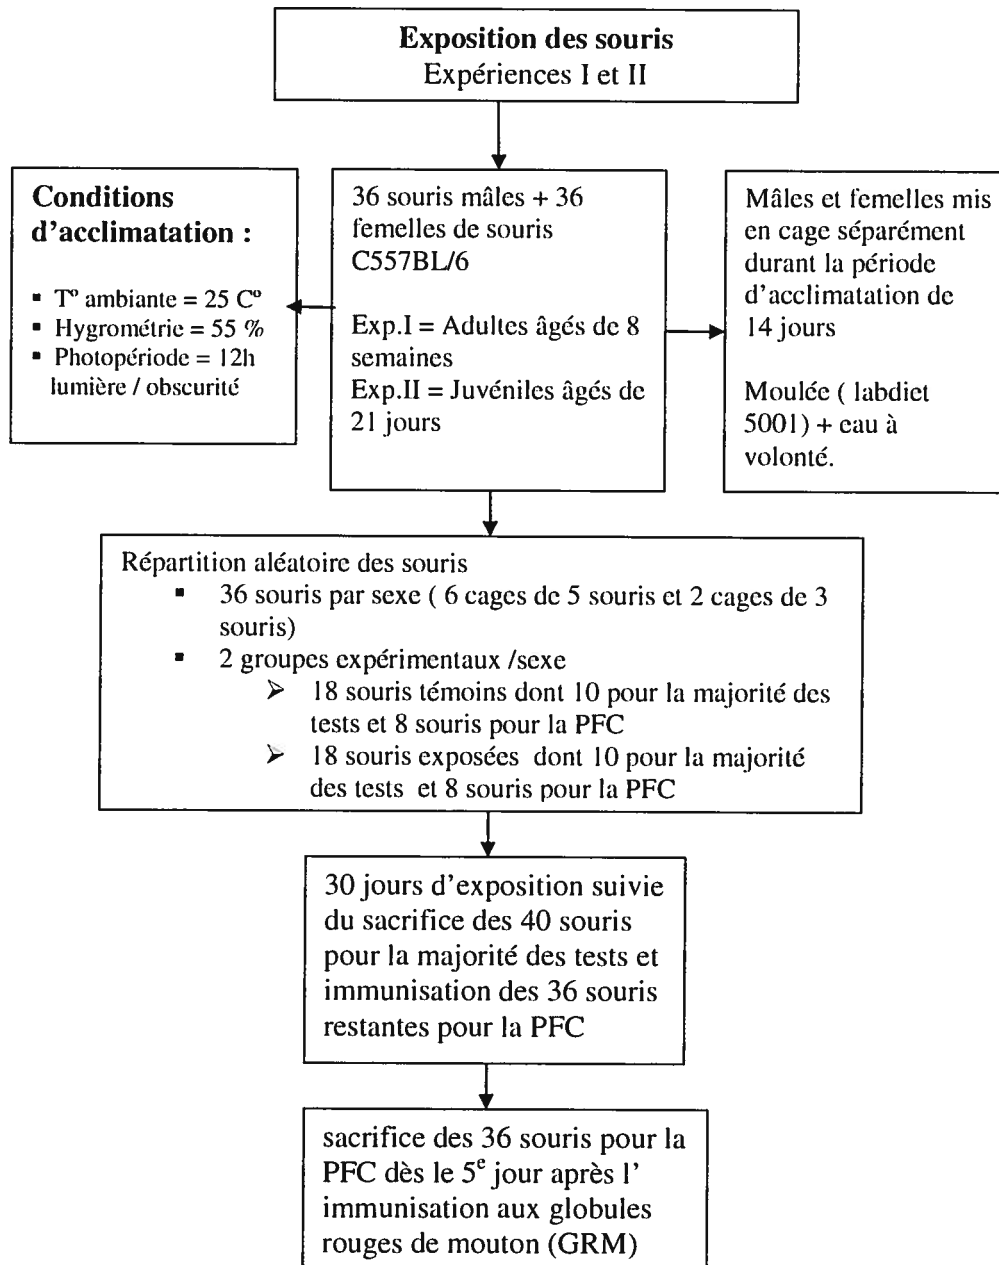 Exposition des souris
Expériences I et II
Conditions
d'acclimatation :
▪ T° ambiante = 25 C°
▪ Hygrométrie = 55 %
▪ Photopériode = 12h
lumière / obscurité
36 souris mâles + 36
femelles de souris
C557BL/6
Exp.I = Adultes âgés de 8
semaines
Exp.II = Juvéniles âgés de
21 jours
Mâles et femelles mis
en cage séparément
durant la période
d'acclimatation de
14 jours
Moulée ( labdict
5001) + eau à
volonté.
Répartition aléatoire des souris
▪ 36 souris par sexe ( 6 cages de 5 souris et 2 cages de 3
souris)
▪ 2 groupes expérimentaux /sexe
➢ 18 souris témoins dont 10 pour la majorité des
tests et 8 souris pour la PFC
➢ 18 souris exposées dont 10 pour la majorité
des tests et 8 souris pour la PFC
30 jours d'exposition suivie
du sacrifice des 40 souris
pour la majorité des tests et
immunisation des 36 souris
restantes pour la PFC
sacrifice des 36 souris pour la
PFC dès le 5e jour après l'
immunisation aux globules
rouges de mouton (GRM)